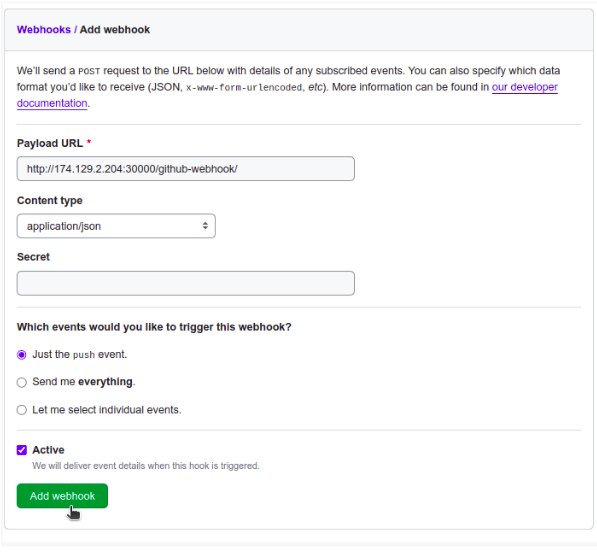 Webhooks / Add webhook
We'll send a POST request to the URL below with details of any subscribed events. You can also specify which data
format you'd like to receive (JSON, x-www-form-urlencoded, etc). More information can be found in our developer
documentation.
Payload URL *
http://174.129.2.204:30000/github-webhook/
Content type
application/json
Secret
Which events would you like to trigger this webhook?
Just the push event.
Send me everything.
Let me select individual events.
Active
We will deliver event details when this hook is triggered.
Add webhook